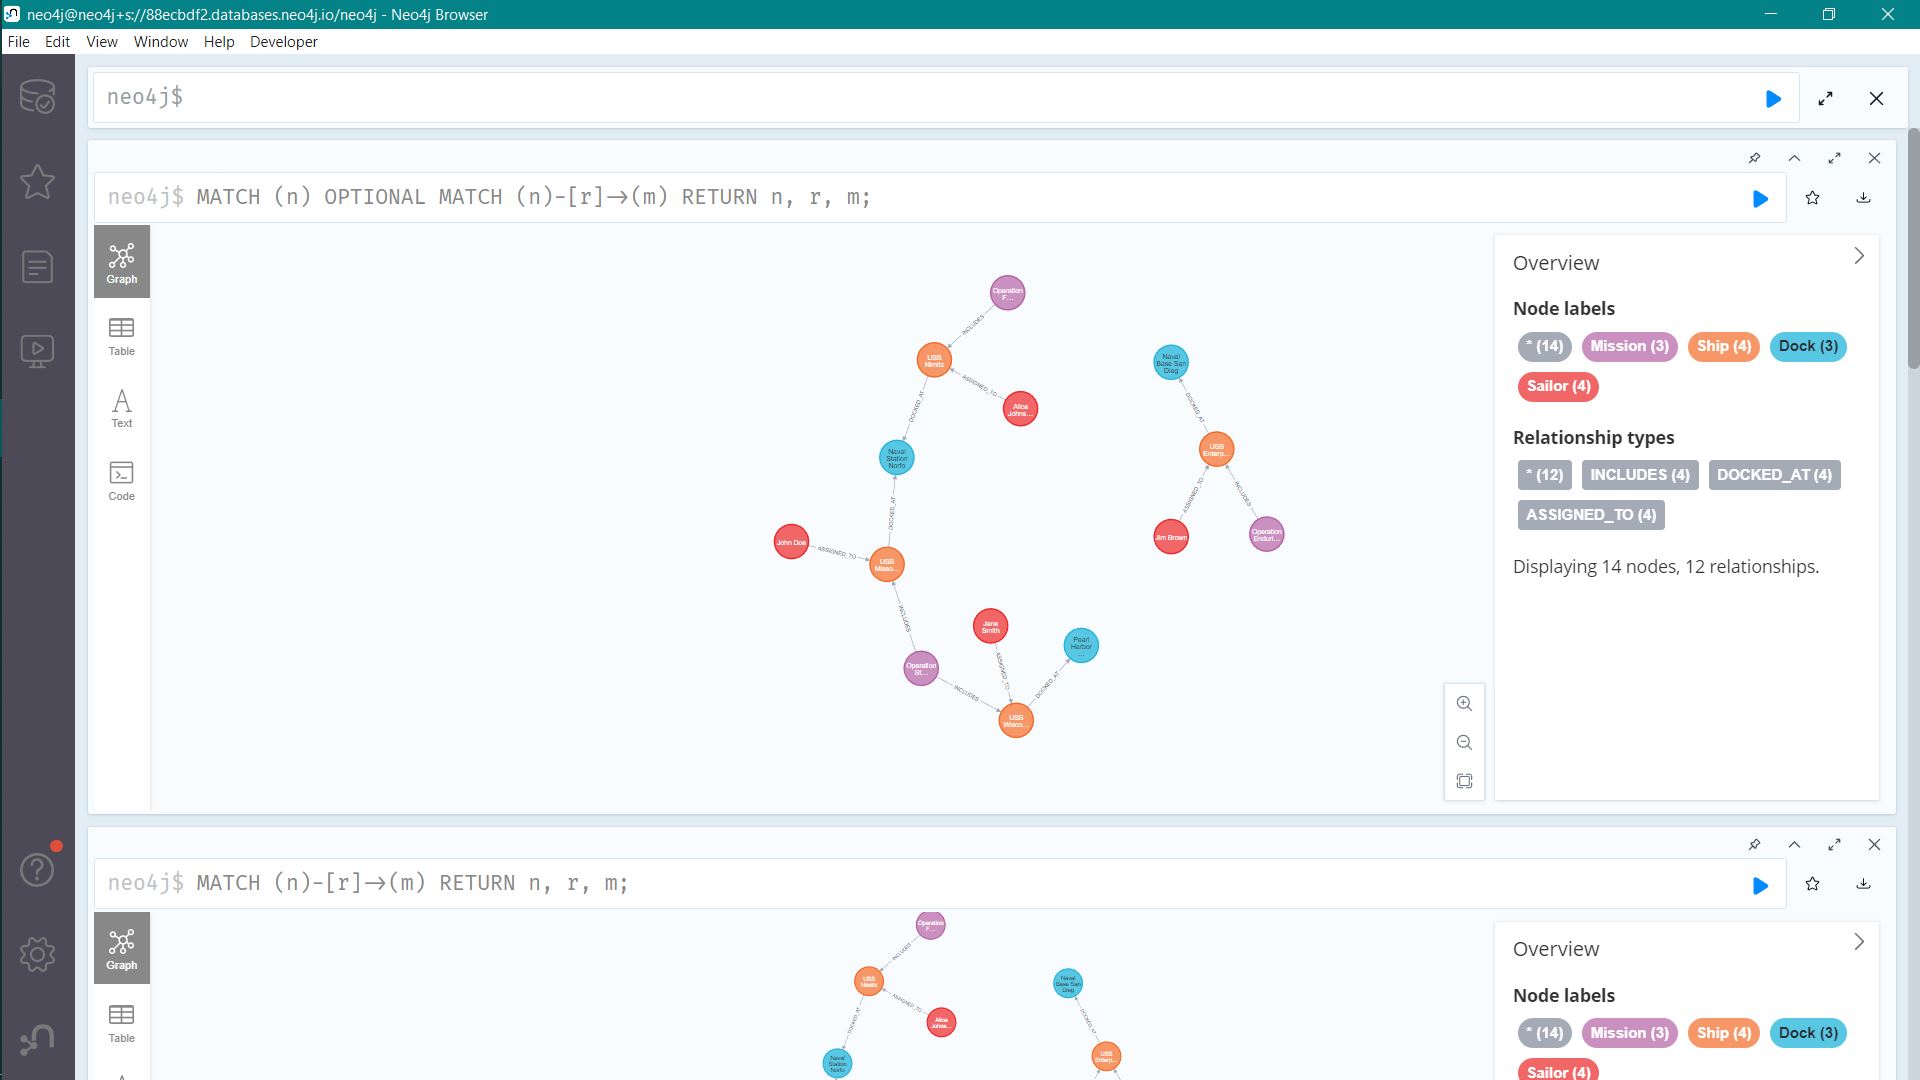 neo4j@neo4j+s://88ecbdf2.databases.neo4j.io/neo4j - Neo4j Browser
File Edit View Window Help Developer
neo4j$
neo4j$ MATCH (n) OPTIONAL MATCH (n)-[r]→(m) RETURN n, r, m;
Graph
Table
Text
Code
Operation
F...
INCLUDES
USS
Nimitz
ASSIGNED_TO
Alice
Johns...
DOCKED_AT
Naval
Station
Norfo
DOCKED_AT
John Doe
ASSIGNED_TO
USS
Misso...
INCLUDES
Operation
St...
INCLUDES
Jane
Smith
ASSIGNED_TO
USS
Wisco...
DOCKED_AT
Pearl
Harbor
...
Naval
Base San
Dieg
DOCKED_AT
USS
Enterp...
ASSIGNED_TO
Jim Brown
INCLUDES
Operation
Enduri...
Overview
Node labels
* (14) Mission (3) Ship (4) Dock (3)
Sailor (4)
Relationship types
* (12) INCLUDES (4) DOCKED_AT (4)
ASSIGNED_TO (4)
Displaying 14 nodes, 12 relationships.
neo4j$ MATCH (n)-[r]→(m) RETURN n, r, m;
Graph
Table
Operation
F...
INCLUDES
USS
Nimitz
ASSIGNED_TO
Alice
Johns...
DOCKED_AT
Naval
Station
Norfo
Naval
Base San
Dieg
DOCKED_AT
USS
Enterp...
Overview
Node labels
* (14) Mission (3) Ship (4) Dock (3)
Sailor (4)